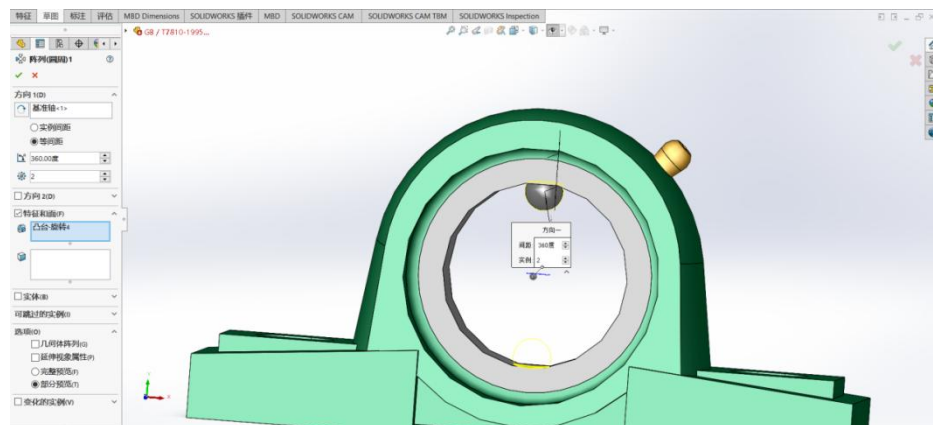 特征 草图 标注 评估 MBD Dimensions SOLIDWORKS 插件 MBD SOLIDWORKS CAM SOLIDWORKS CAM TBM SOLIDWORKS Inspection
GB / T7810-1995...
阵列(圆周)1
方向 1(D)
基准轴<1>
实例间距
等间距
360.00度
2
方向 2(D)
特征和面(F)
凸台-旋转4
实体(B)
可跳过的实例(I)
选项(O)
几何体阵列(G)
延伸视象属性(P)
完整预览(F)
部分预览(T)
变化的实例(V)
方向一
间距 360度
实例 2